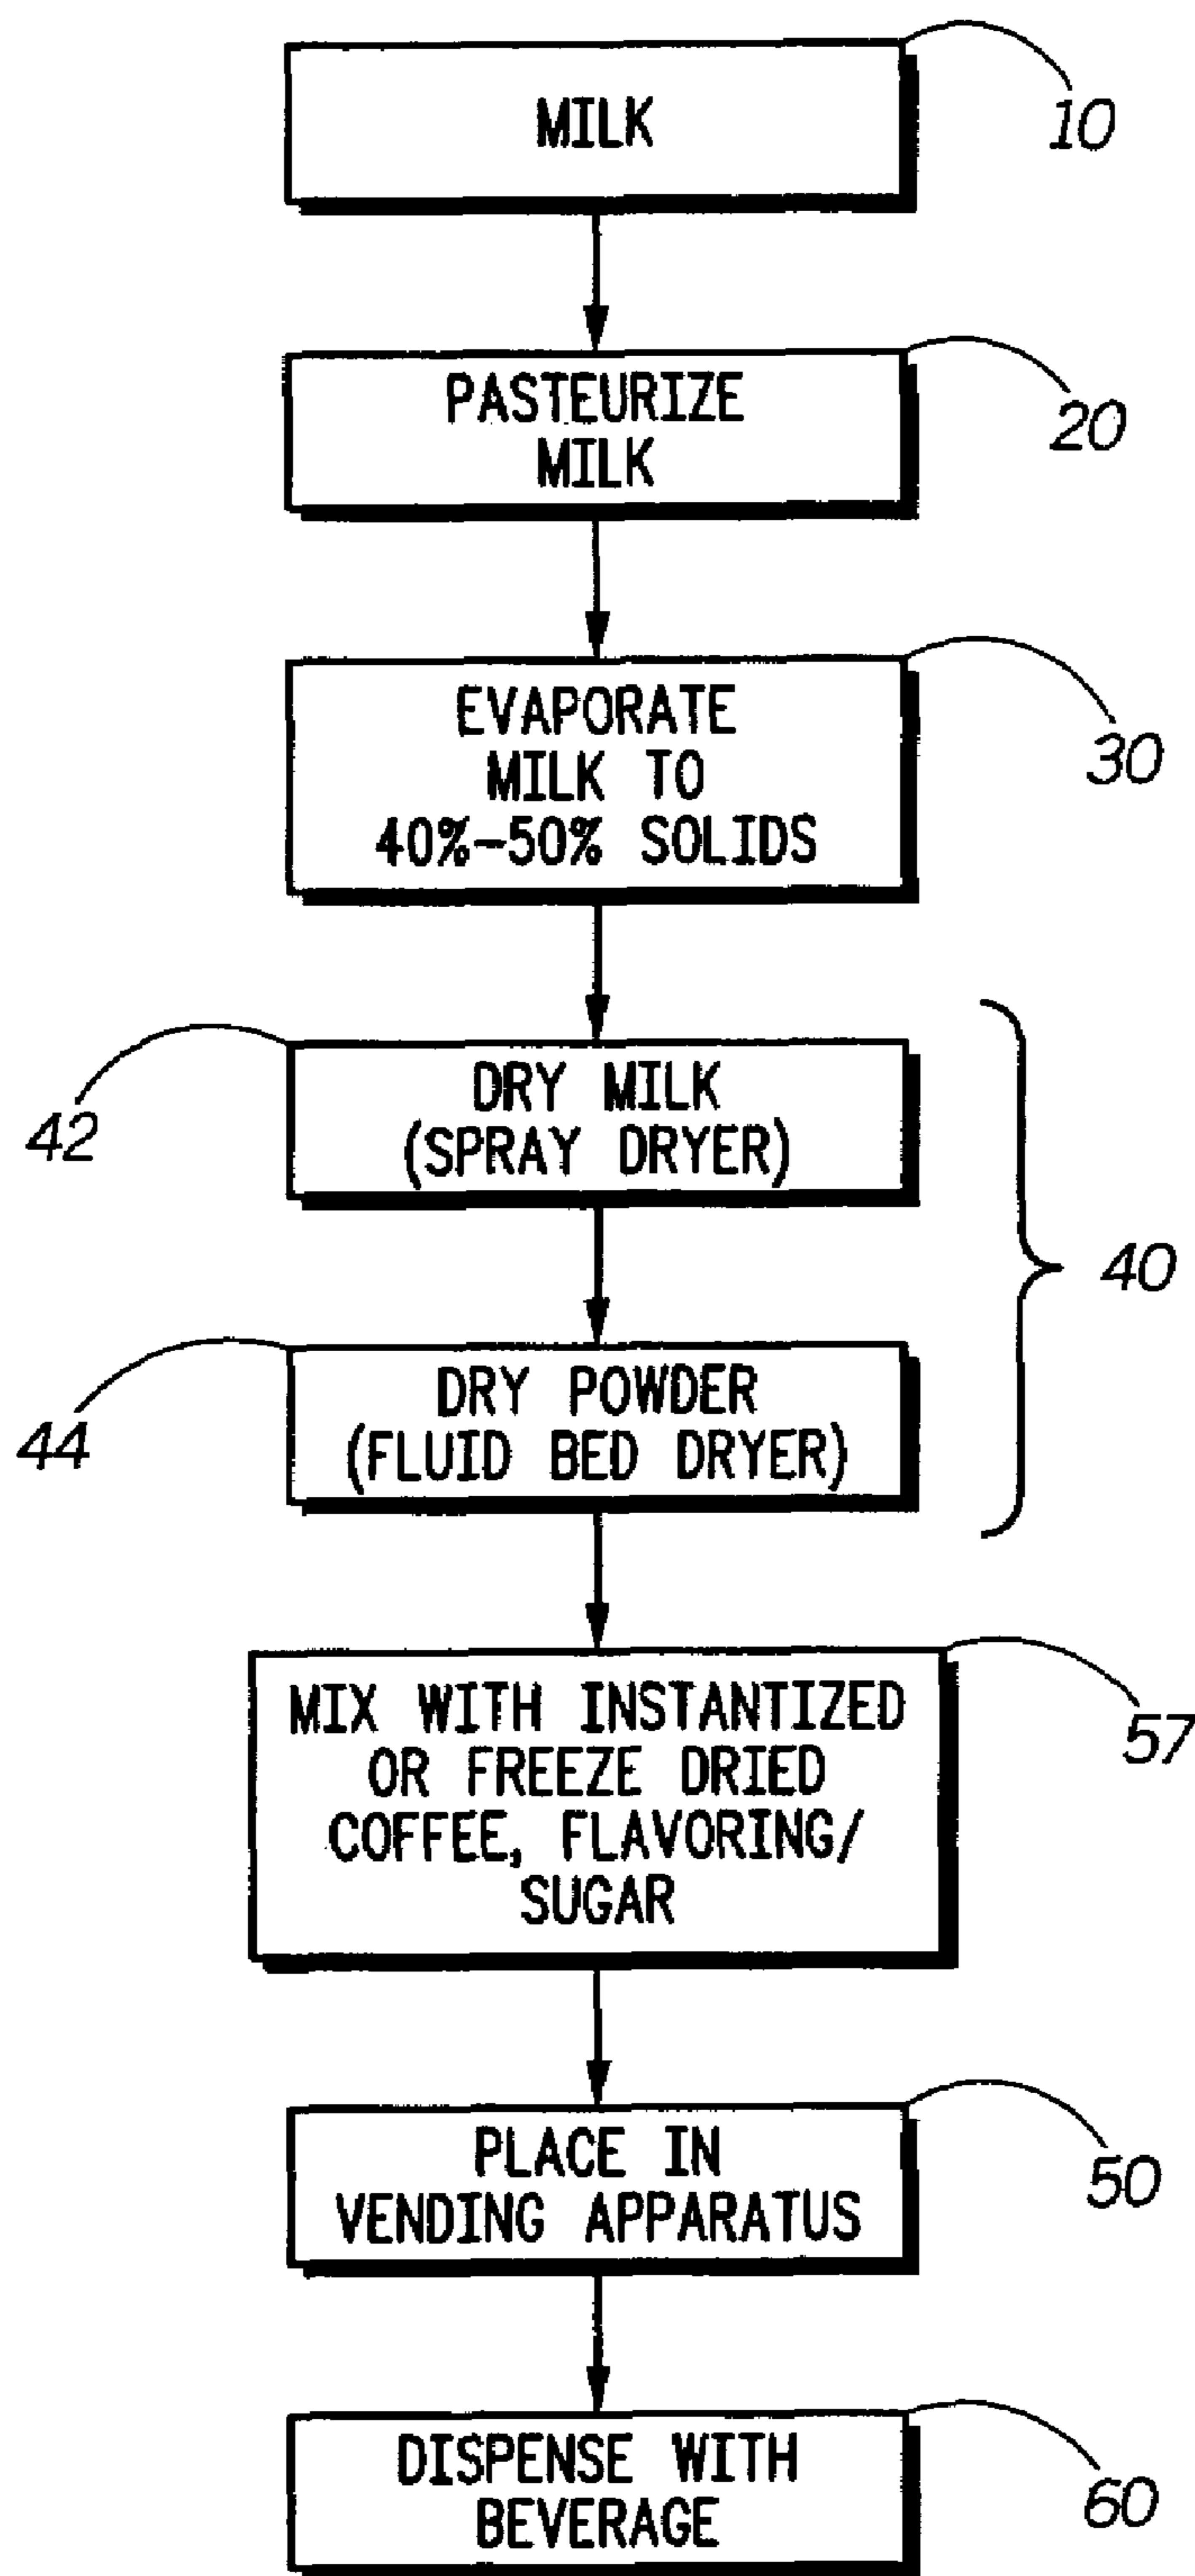 MILK
10
PASTEURIZE
MILK
20
EVAPORATE
MILK TO
40%-50% SOLIDS
30
DRY MILK
(SPRAY DRYER)
42
40
DRY POWDER
(FLUID BED DRYER)
44
MIX WITH INSTANTIZED
OR FREEZE DRIED
COFFEE, FLAVORING/
SUGAR
57
PLACE IN
VENDING APPARATUS
50
DISPENSE WITH
BEVERAGE
60